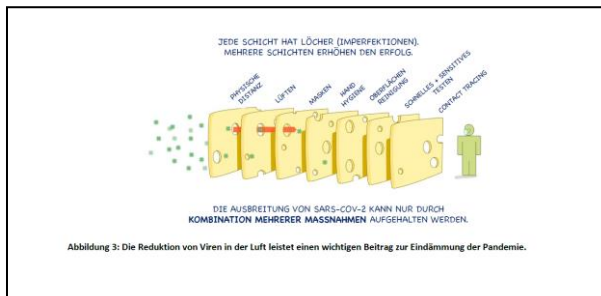 JEDE SCHICHT HAT LÖCHER (IMPERFEKTIONEN).
MEHRERE SCHICHTEN ERHÖHEN DEN ERFOLG.
PHYSISCHE
DISTANZ
LÜFTEN
MASKEN
HAND
HYGIENE
OBERFLÄCHEN
REINIGUNG
SCHNELLES + SENSITIVES
TESTEN
CONTACT TRACING
DIE AUSBREITUNG VON SARS-COV-2 KANN NUR DURCH
KOMBINATION MEHRERER MASSNAHMEN AUFGEHALTEN WERDEN.
Abbildung 3: Die Reduktion von Viren in der Luft leistet einen wichtigen Beitrag zur Eindämmung der Pandemie.